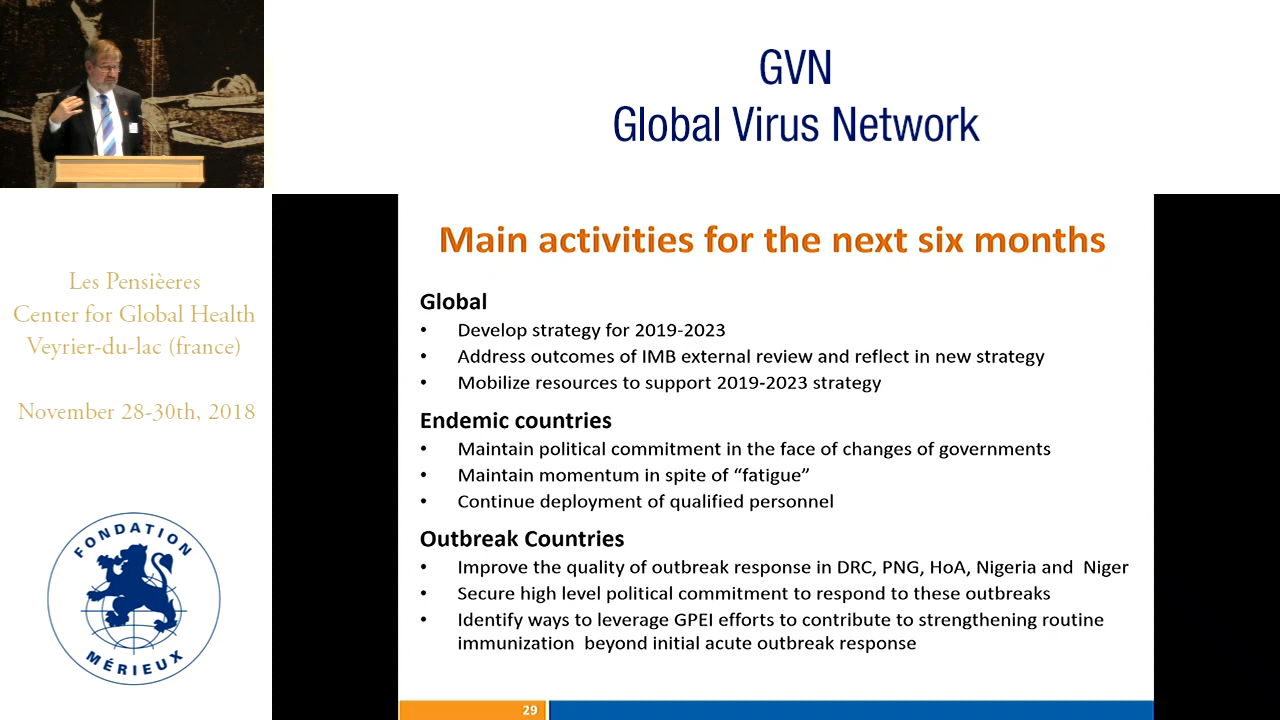 GVN
Global Virus Network
Les Pensièeres
Center for Global Health
Veyrier-du-lac (france)
November 28-30th, 2018
FONDATION
MÉRIEUX
Main activities for the next six months
Global
• Develop strategy for 2019-2023
• Address outcomes of IMB external review and reflect in new strategy
• Mobilize resources to support 2019-2023 strategy
Endemic countries
• Maintain political commitment in the face of changes of governments
• Maintain momentum in spite of “fatigue”
• Continue deployment of qualified personnel
Outbreak Countries
• Improve the quality of outbreak response in DRC, PNG, HoA, Nigeria and  Niger
• Secure high level political commitment to respond to these outbreaks
• Identify ways to leverage GPEI efforts to contribute to strengthening routine
immunization  beyond initial acute outbreak response
29